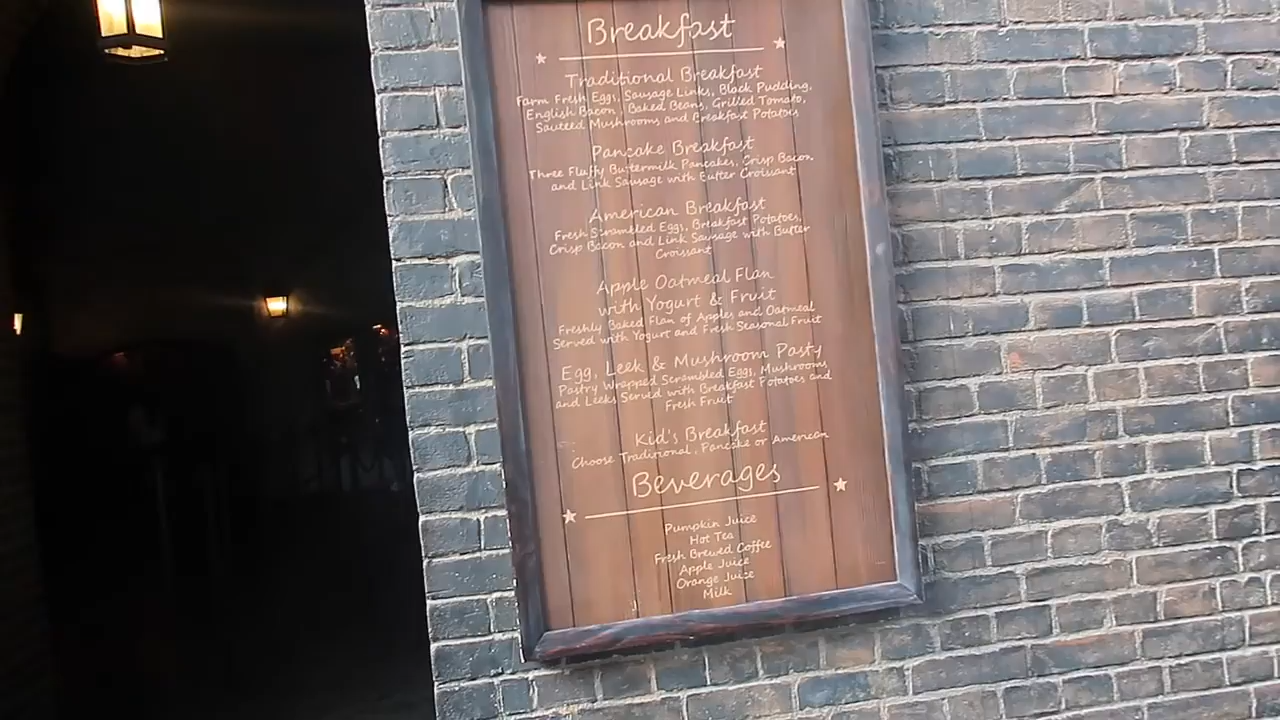 Breakfast
Traditional Breakfast
Farm Fresh Eggs, Sausage Links, Black Pudding,
English Bacon, Baked Beans, Grilled Tomato,
Sauteed Mushrooms and Breakfast Potatoes
Pancake Breakfast
Three Fluffy Buttermilk Pancakes, Crisp Bacon,
and Link Sausage with Butter Croissant
American Breakfast
Fresh Scrambled Eggs, Breakfast Potatoes,
Crisp Bacon and Link Sausage with Butter
Croissant
Apple Oatmeal Flan
with Yogurt & Fruit
Freshly Baked Flan of Apples and Oatmeal
Served with Yogurt and Fresh Seasonal Fruit
Egg, Leek & Mushroom Pasty
Pastry Wrapped Scrambled Eggs, Mushrooms
and Leeks Served with Breakfast Potatoes and
Fresh Fruit
Kid's Breakfast
Choose Traditional, Pancake or American
Beverages
Pumpkin Juice
Hot Tea
Fresh Brewed Coffee
Apple Juice
Orange Juice
Milk